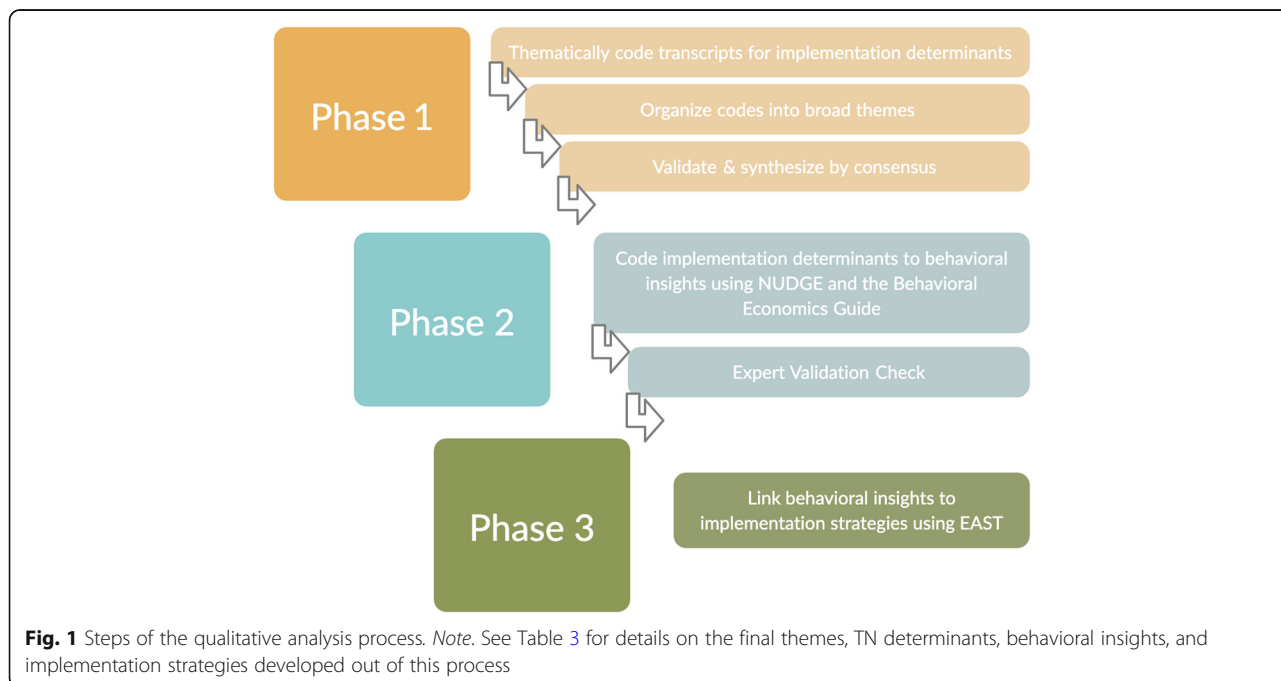 Phase 1
Thematically code transcripts for implementation determinants
Organize codes into broad themes
Validate & synthesize by consensus
Phase 2
Code implementation determinants to behavioral
insights using NUDGE and the Behavioral
Economics Guide
Expert Validation Check
Phase 3
Link behavioral insights to
implementation strategies using EAST
Fig. 1 Steps of the qualitative analysis process. Note. See Table 3 for details on the final themes, TN determinants, behavioral insights, and
implementation strategies developed out of this process